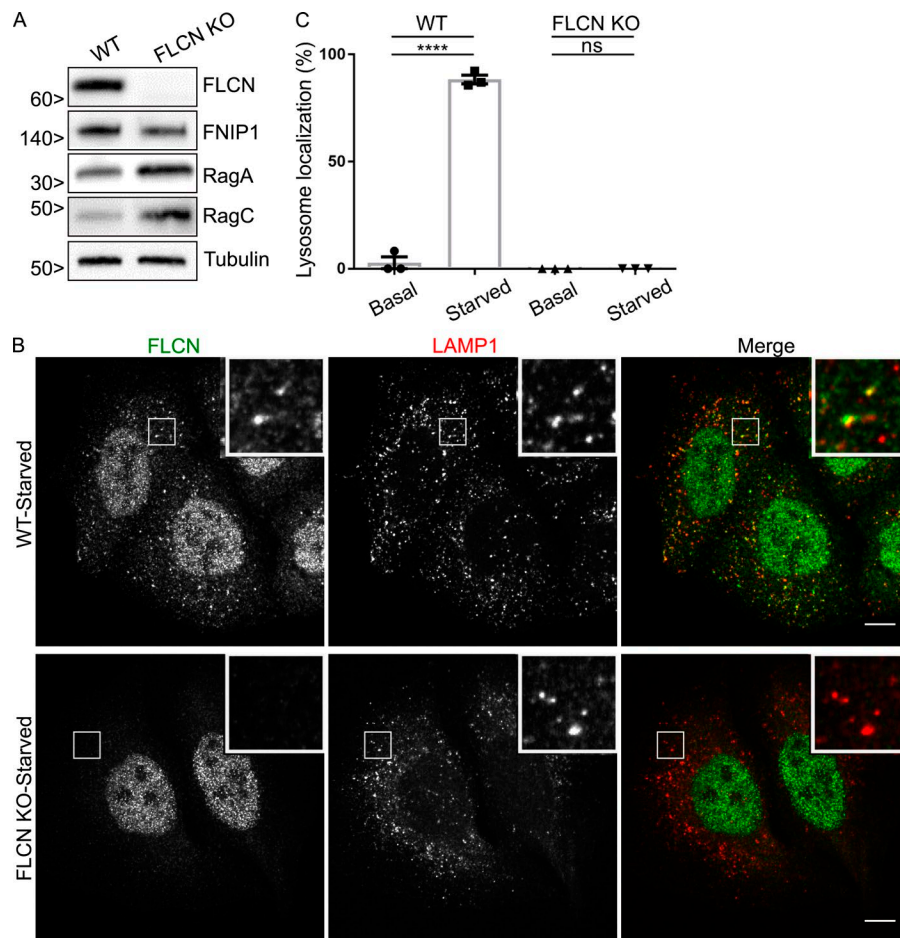 A
WT
FLCN KO
60>
FLCN
140>
FNIP1
30>
RagA
50>
RagC
50>
Tubulin
C
WT
FLCN KO
****
ns
Lysosome localization (%)
100
50
0
Basal
Starved
Basal
Starved
B
FLCN
LAMP1
Merge
WT-Starved
FLCN KO-Starved